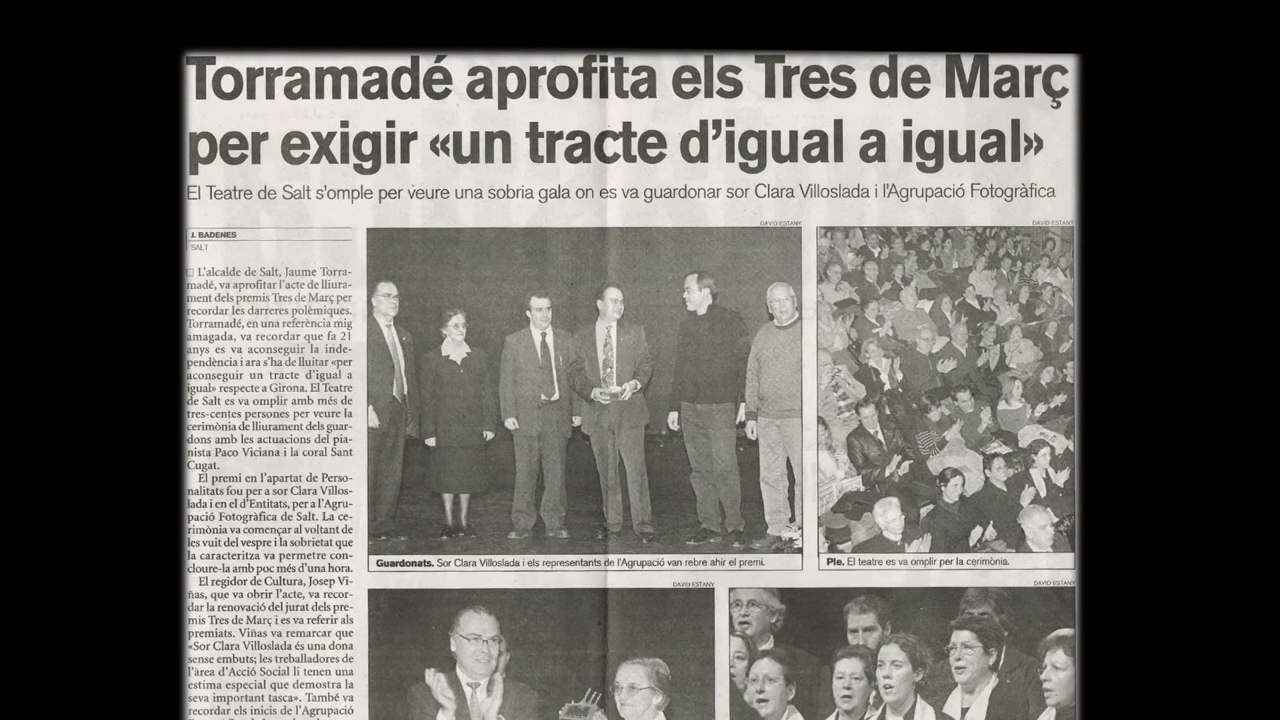 Torramadé aprofita els Tres de Març
per exigir «un tracte d'igual a igual»
El Teatre de Salt s'omple per veure una sobria gala on es va guardonar sor Clara Villoslada i l'Agrupació Fotogràfica
J. BADENES
SALT
L'alcalde de Salt, Jaume Torra-
madé, va aprofitar l'acte de lliura-
ment dels premis Tres de Març per
recordar les darreres polèmiques.
Torramadé, en una referència mig
amagada, va recordar que fa 21
anys es va aconseguir la inde-
pendència i ara s'ha de lluitar «per
aconseguir un tracte d'igual a
igual» respecte a Girona. El Teatre
de Salt es va omplir amb més de
tres-centes persones per veure la
cerimònia de lliurament dels guar-
dons amb les actuacions del pia-
nista Paco Viciana i la coral Sant
Cugat.
El premi en l'apartat de Perso-
nalitats fou per a sor Clara Villos-
lada i en el d'Entitats, per a l'Agru-
pació Fotogràfica de Salt. La ce-
rimònia va començar al voltant de
les vuit del vespre i la sobrietat que
la caracteritza va permetre con-
cloure-la amb poc més d'una hora.
El regidor de Cultura, Josep Vi-
ñas, que va obrir l'acte, va recor-
dar la renovació del jurat dels pre-
mis Tres de Març i es va referir als
premiats. Viñas va remarcar que
«Sor Clara Villoslada és una dona
sense embuts; les treballadores de
l'àrea d'Acció Social li tenen una
estima especial que demostra la
seva important tasca». També va
recordar els inicis de l'Agrupació
DAVID ESTANY
Guardonats. Sor Clara Villoslada i els representants de l'Agrupació van rebre ahir el premi.
DAVID ESTANY
Ple. El teatre es va omplir per la cerimònia.
DAVID ESTANY
DAVID ESTANY